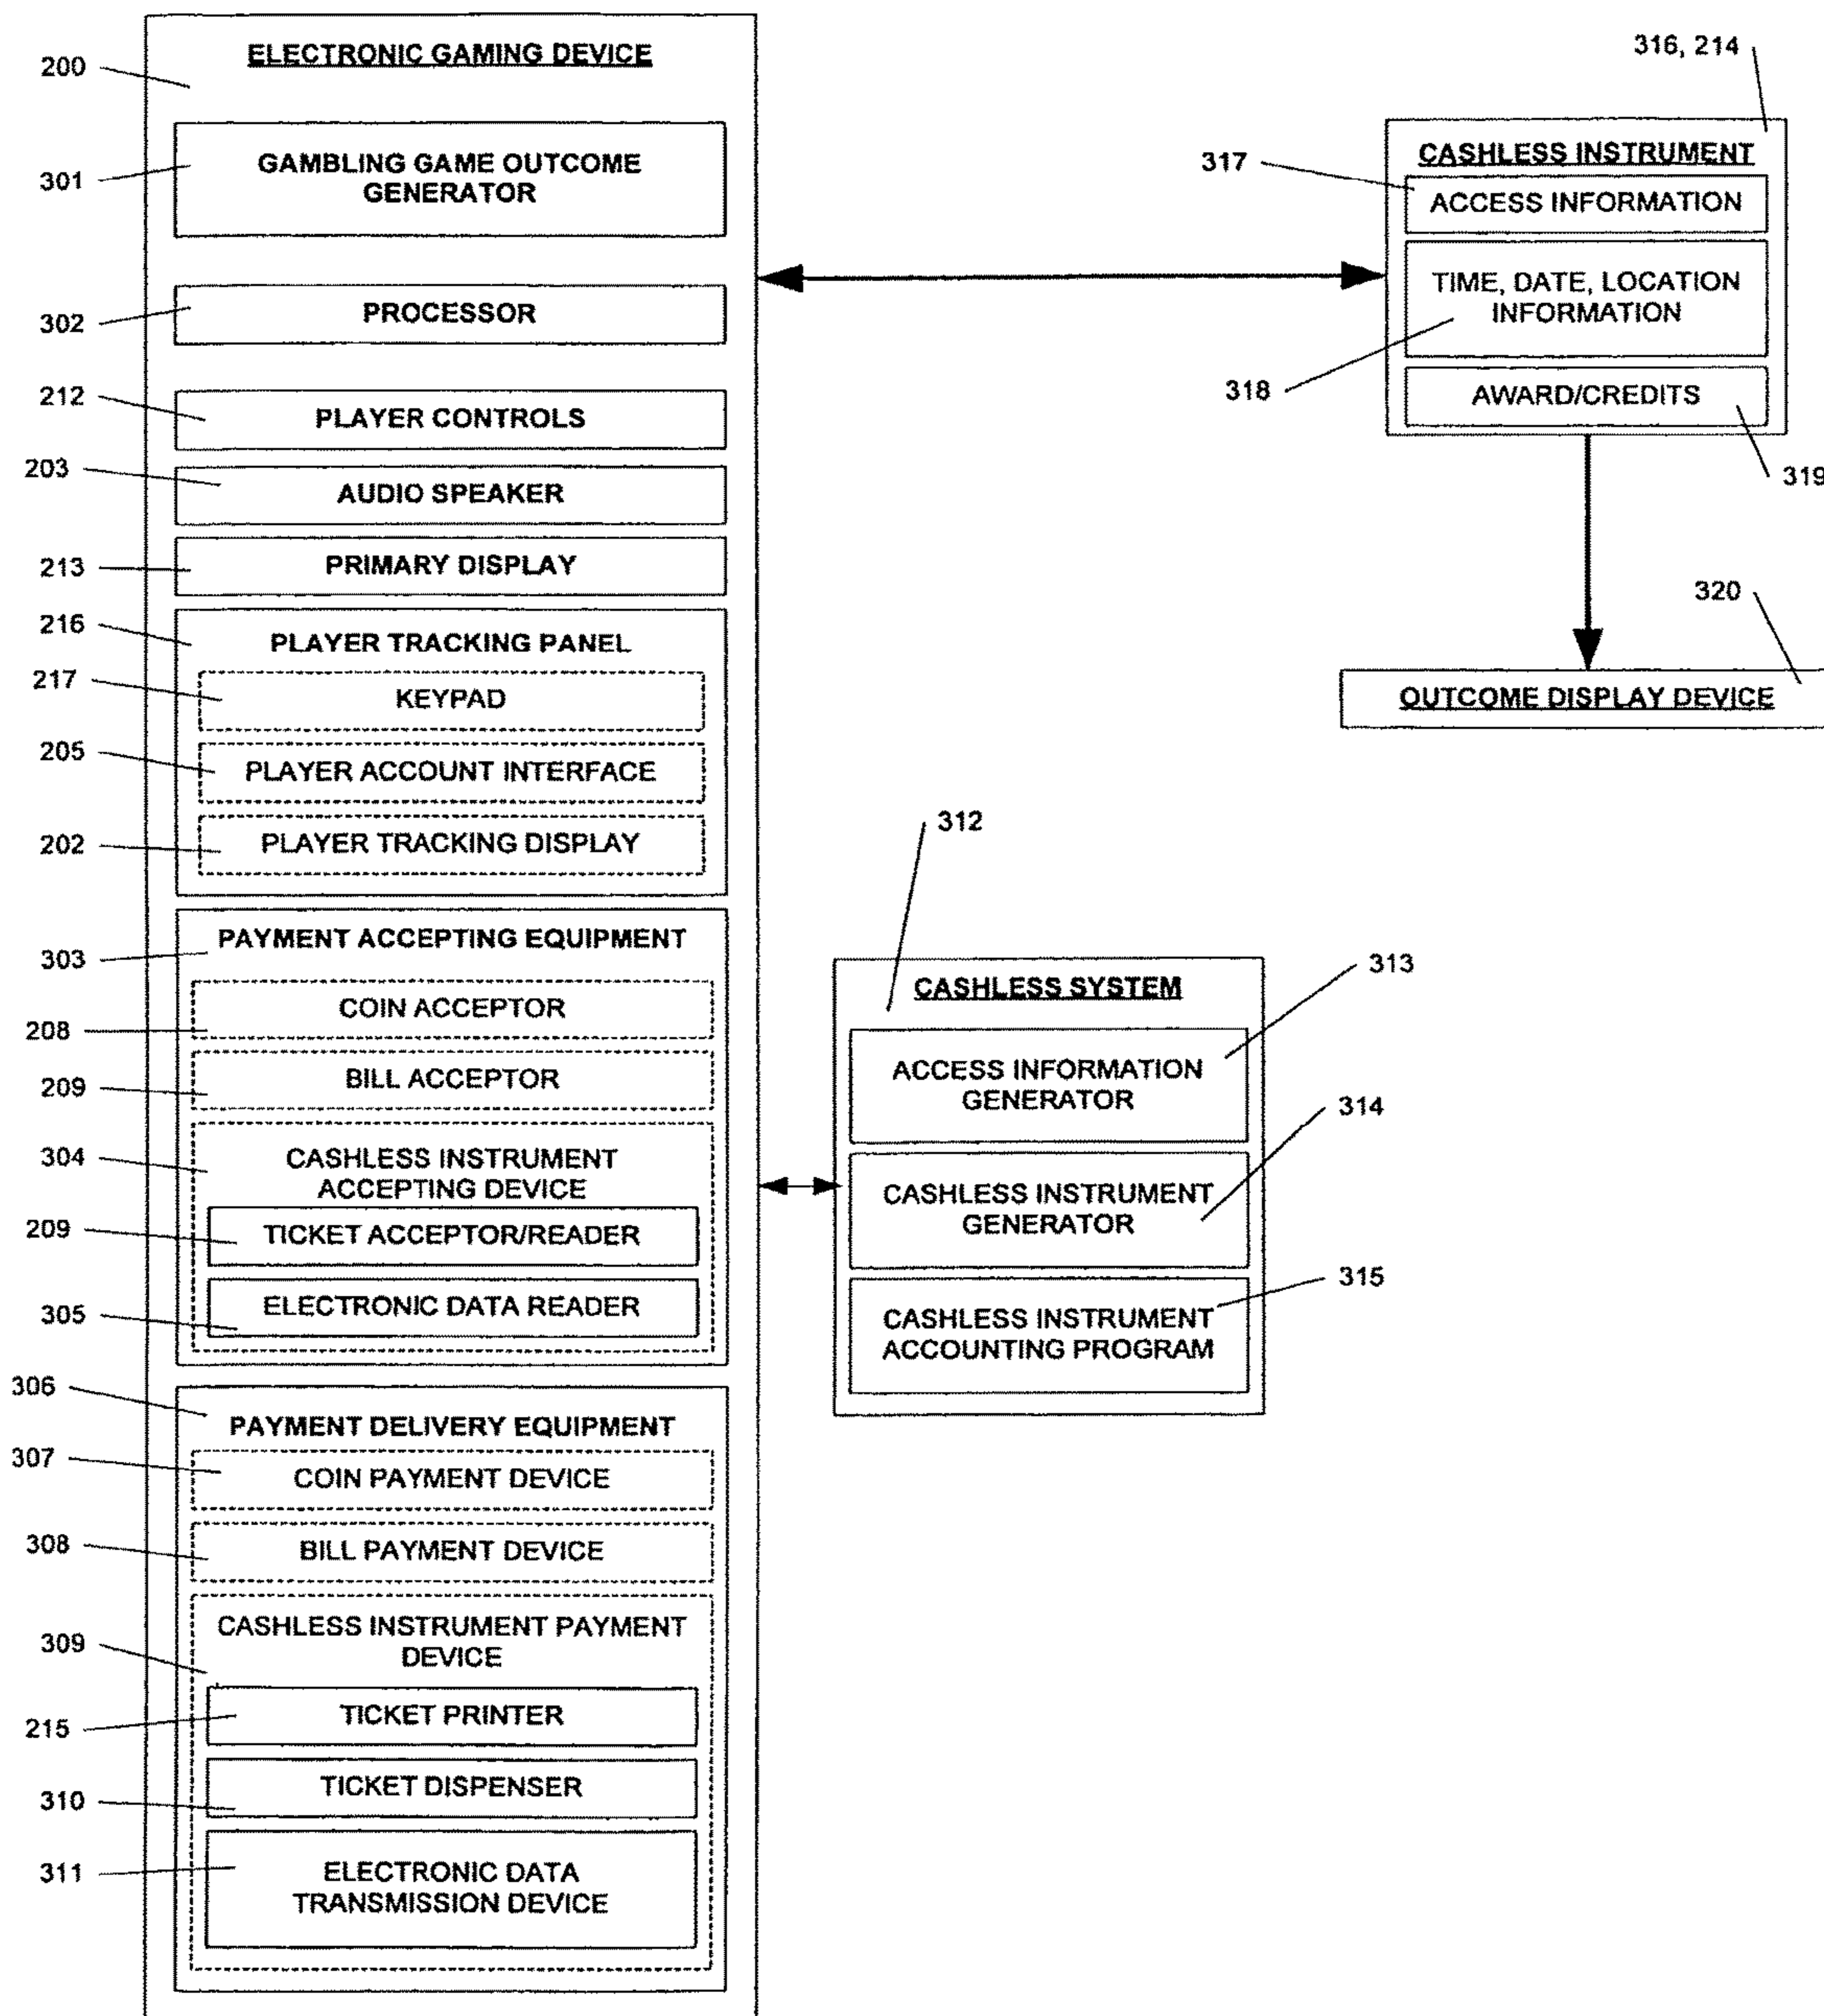 ELECTRONIC GAMING DEVICE
200
GAMBLING GAME OUTCOME
GENERATOR
301
PROCESSOR
302
212
PLAYER CONTROLS
203
AUDIO SPEAKER
PRIMARY DISPLAY
213
216
PLAYER TRACKING PANEL
217
KEYPAD
205
PLAYER ACCOUNT INTERFACE
PLAYER TRACKING DISPLAY
202
PAYMENT ACCEPTING EQUIPMENT
303
COIN ACCEPTOR
208
BILL ACCEPTOR
209
304
CASHLESS INSTRUMENT
ACCEPTING DEVICE
209
TICKET ACCEPTOR/READER
ELECTRONIC DATA READER
305
306
PAYMENT DELIVERY EQUIPMENT
307
COIN PAYMENT DEVICE
308
BILL PAYMENT DEVICE
CASHLESS INSTRUMENT PAYMENT
DEVICE
309
TICKET PRINTER
215
TICKET DISPENSER
310
311
ELECTRONIC DATA
TRANSMISSION DEVICE
316, 214
CASHLESS INSTRUMENT
317
ACCESS INFORMATION
TIME, DATE, LOCATION
INFORMATION
318
AWARD/CREDITS
319
320
OUTCOME DISPLAY DEVICE
312
CASHLESS SYSTEM
313
ACCESS INFORMATION
GENERATOR
314
CASHLESS INSTRUMENT
GENERATOR
315
CASHLESS INSTRUMENT
ACCOUNTING PROGRAM